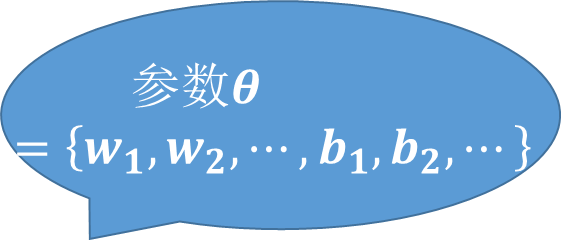 参数θ
= {w₁, w₂, ⋯ , b₁, b₂, ⋯ }